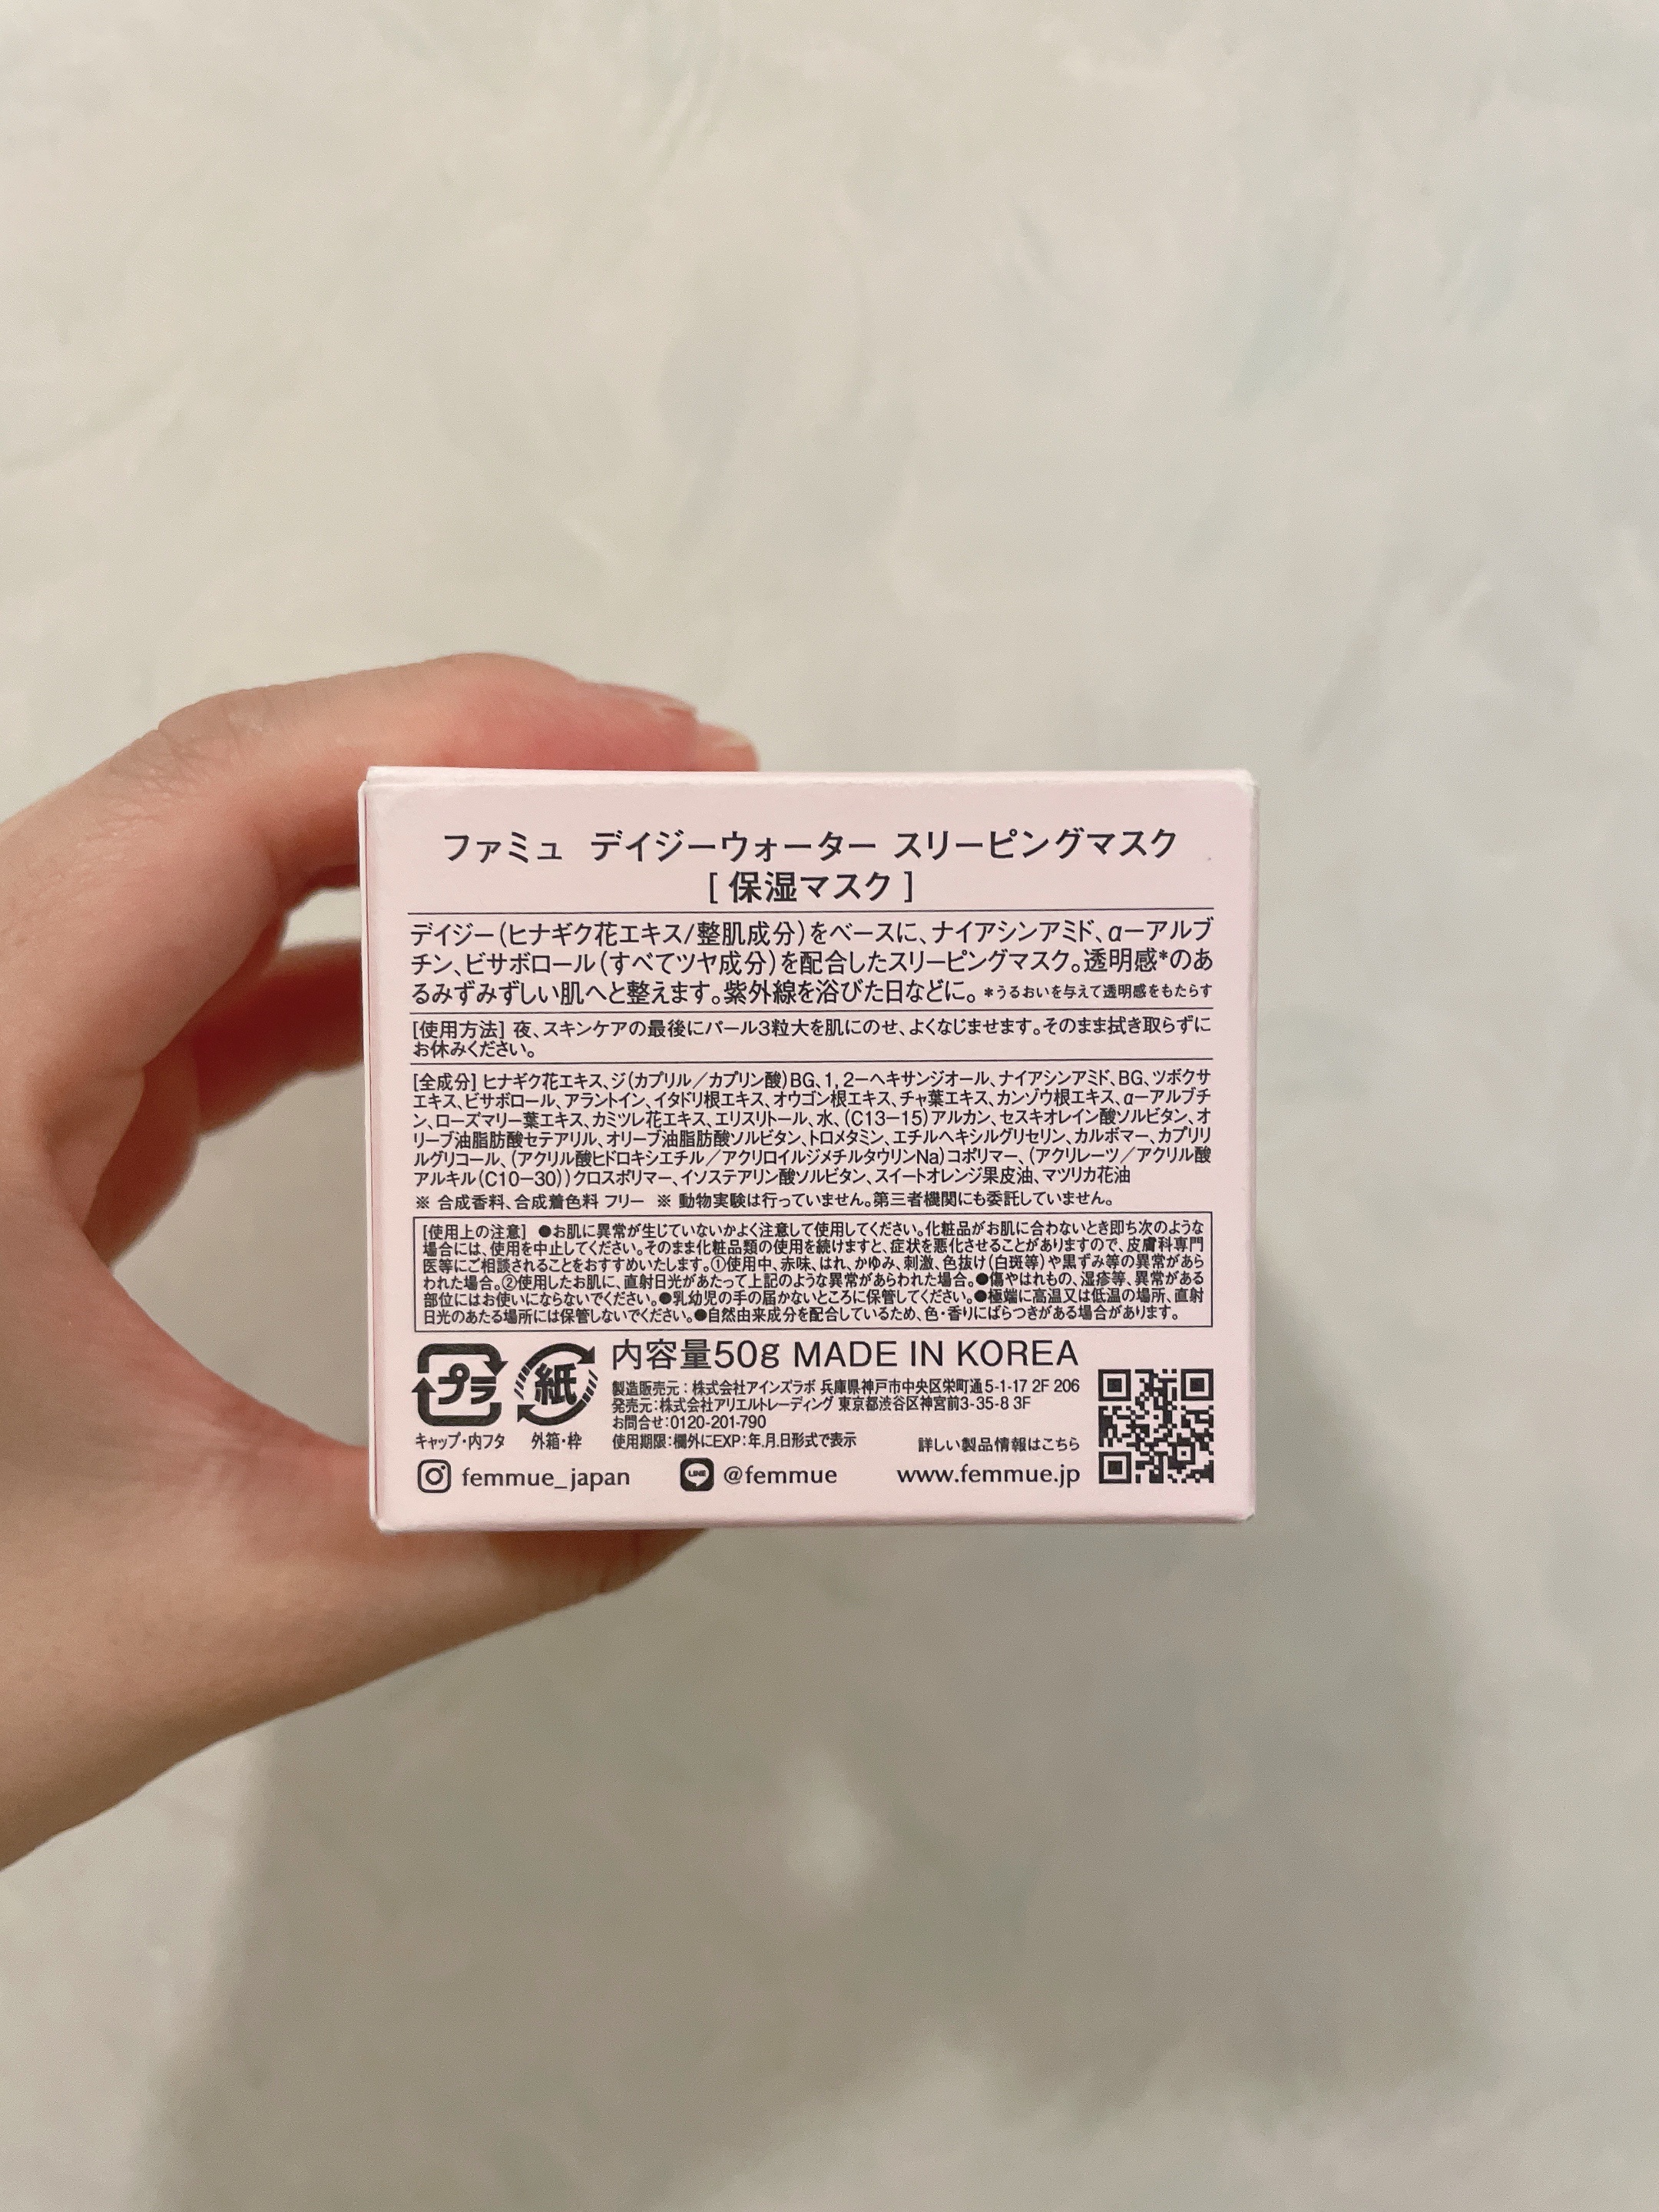 ファミュ デイジーウォーター スリーピングマスク
[ 保湿マスク ]
デイジー(ヒナギク花エキス/整肌成分)をベースに、ナイアシンアミド、α-アルブ
チン、ビサボロール(すべてツヤ成分)を配合したスリーピングマスク。透明感*のあ
るみずみずしい肌へと整えます。紫外線を浴びた日などに。 *うるおいを与えて透明感をもたらす
[使用方法] 夜、スキンケアの最後にパール3粒大を肌にのせ、よくなじませます。そのまま拭き取らずに
お休みください。
[全成分] ヒナギク花エキス、ジ(カプリル/カプリン酸)BG、1,2-ヘキサンジオール、ナイアシンアミド、BG、ツボクサ
エキス、ビサボロール、アラントイン、イタドリ根エキス、オウゴン根エキス、チャ葉エキス、カンゾウ根エキス、α-アルブチ
ン、ローズマリー葉エキス、カミツレ花エキス、エリスリトール、水、(C13-15)アルカン、セスキオレイン酸ソルビタン、オ
リーブ油脂肪酸セテアリル、オリーブ油脂肪酸ソルビタン、トロメタミン、エチルヘキシルグリセリン、カルボマー、カプリリ
ルグリコール、(アクリル酸ヒドロキシエチル/アクリロイルジメチルタウリンNa)コポリマー、(アクリレーツ/アクリル酸
アルキル(C10-30))クロスポリマー、イソステアリン酸ソルビタン、スイートオレンジ果皮油、マツリカ花油
※ 合成香料、合成着色料 フリー ※ 動物実験は行っていません。第三者機関にも委託していません。
[使用上の注意] ●お肌に異常が生じていないかよく注意して使用してください。化粧品がお肌に合わないとき即ち次のような
場合には、使用を中止してください。そのまま化粧品類の使用を続けますと、症状を悪化させることがありますので、皮膚科専門
医等にご相談されることをおすすめいたします。①使用中、赤味、はれ、かゆみ、刺激、色抜け(白斑等)や黒ずみ等の異常があら
われた場合。②使用したお肌に、直射日光があたって上記のような異常があらわれた場合。●傷やはれもの、湿疹等、異常がある
部位にはお使いにならないでください。●乳幼児の手の届かないところに保管してください。●極端に高温又は低温の場所、直射
日光のあたる場所には保管しないでください。●自然由来成分を配合しているため、色・香りにばらつきがある場合があります。
プラ 紙
キャップ・内フタ 外箱・枠
内容量50g MADE IN KOREA
製造販売元:株式会社アインズラボ 兵庫県神戸市中央区栄町通5-1-17 2F 206
発売元:株式会社アリエルトレーディング 東京都渋谷区神宮前3-35-8 3F
お問合せ:0120-201-790
使用期限:欄外にEXP:年.月.日形式で表示 詳しい製品情報はこちら
femmue_japan LINE @femmue www.femmue.jp